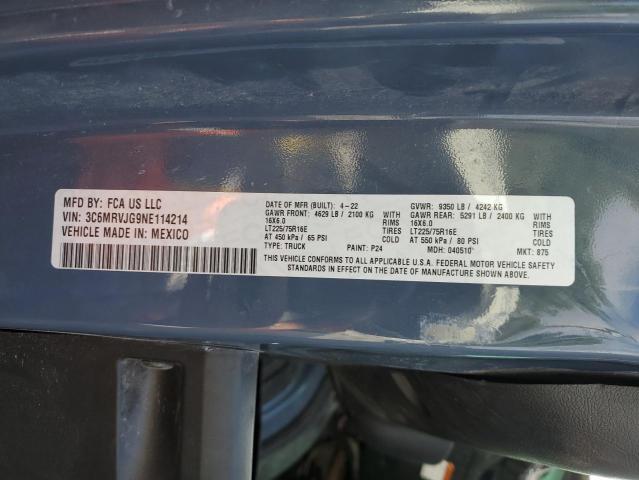 MFD BY: FCA US LLC
VIN: 3C6MRVJG9NE114214
VEHICLE MADE IN: MEXICO
DATE OF MFR (BUILT): 4-22 GVWR: 9350 LB / 4242 KG
GAWR FRONT: 4629 LB / 2100 KG WITH GAWR REAR: 5291 LB / 2400 KG WITH
16X6.0 RIMS 16X6.0 RIMS
LT225/75R16E TIRES LT225/75R16E TIRES
AT 450 kPa / 65 PSI COLD AT 550 kPa / 80 PSI COLD
TYPE: TRUCK PAINT: P24 MDH: 040510 MKT: 875
THIS VEHICLE CONFORMS TO ALL APPLICABLE U.S.A. FEDERAL MOTOR VEHICLE SAFETY
STANDARDS IN EFFECT ON THE DATE OF MANUFACTURE SHOWN ABOVE.